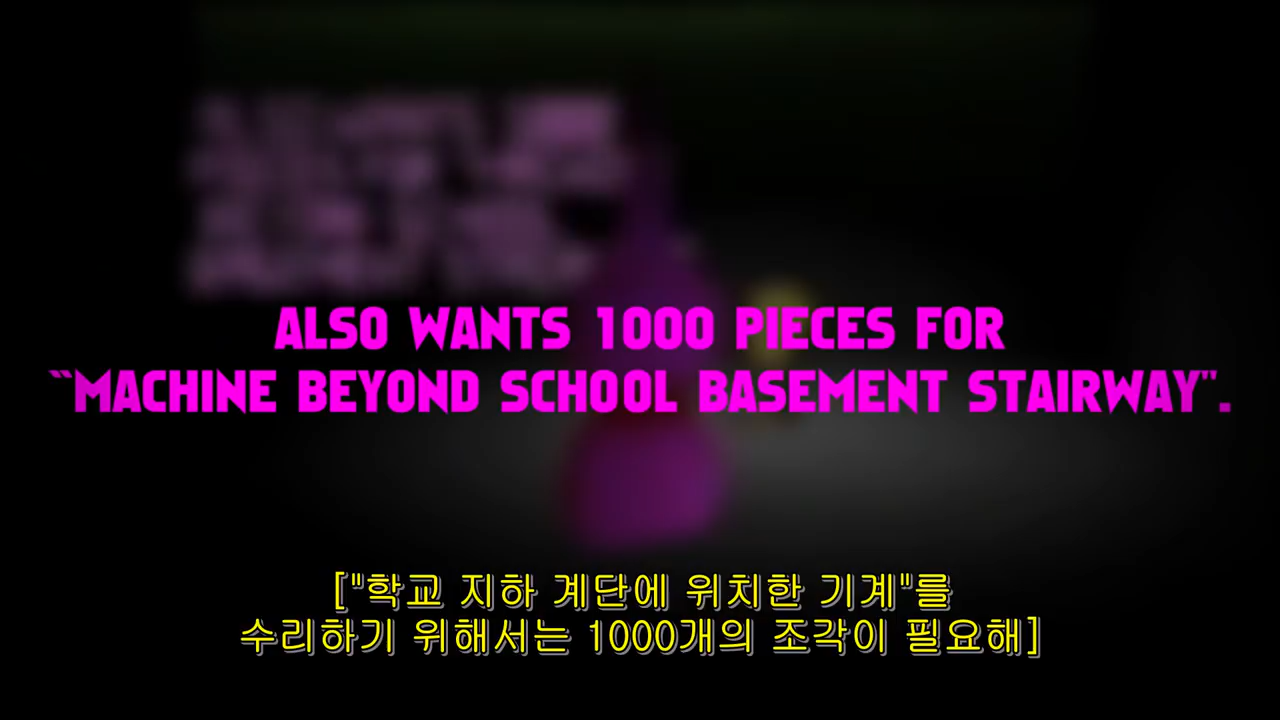 ALSO WANTS 1000 PIECES FOR
“MACHINE BEYOND SCHOOL BASEMENT STAIRWAY".
["학교 지하 계단에 위치한 기계"를
수리하기 위해서는 1000개의 조각이 필요해]